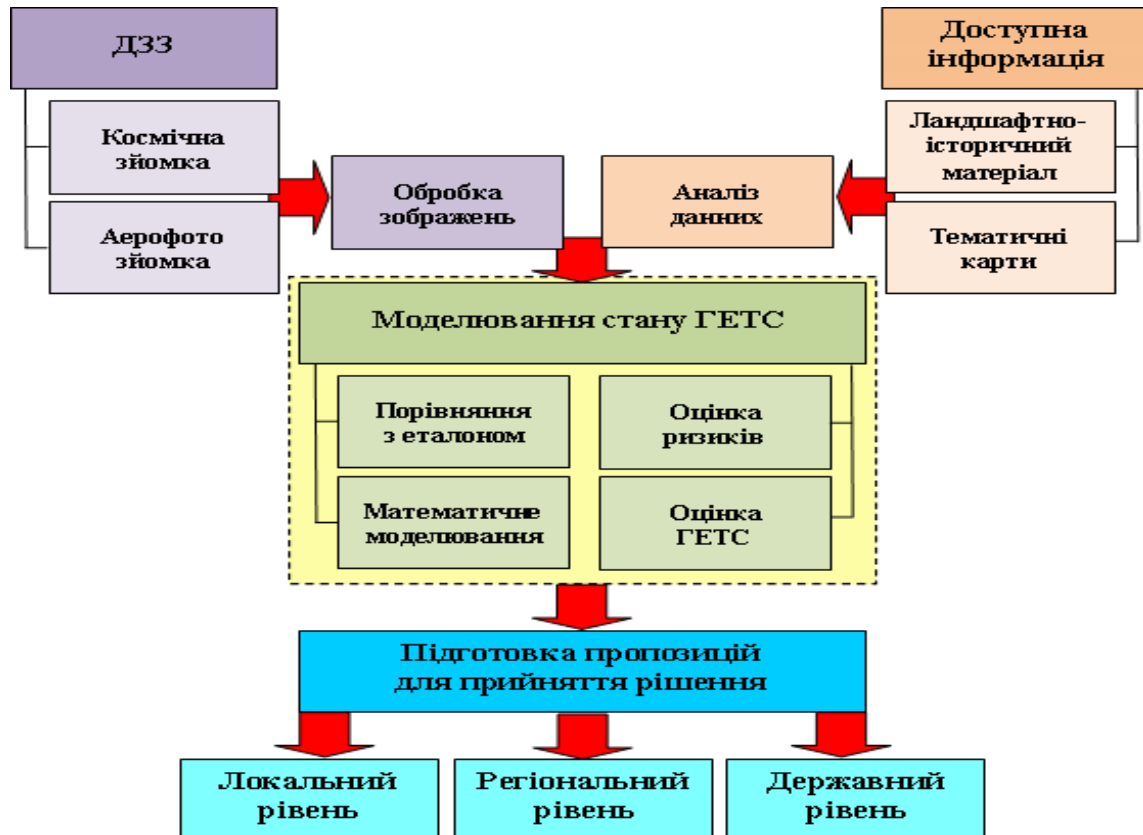 ДЗЗ
Космічна
зйомка
Аерофото
зйомка
Доступна
інформація
Ландшафтно-
історичний
матеріал
Тематичні
карти
Обробка
зображень
Аналіз
данних
Моделювання стану ГЕТС
Порівняння
з еталоном
Оцінка
ризиків
Математичне
моделювання
Оцінка
ГЕТС
Підготовка пропозицій
для прийняття рішення
Локальний
рівень
Регіональний
рівень
Державний
рівень